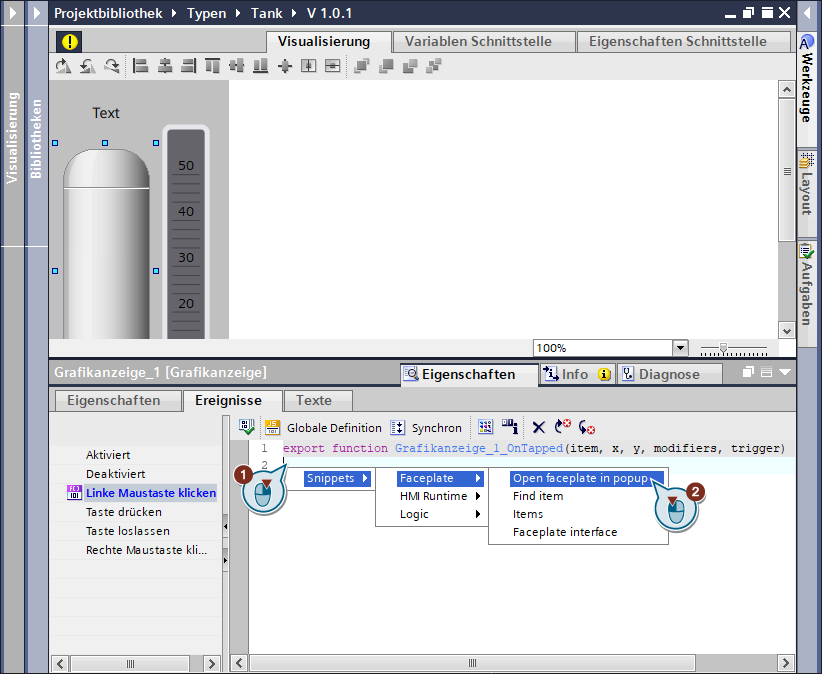 Projektbibliothek Typen Tank V 1.0.1
Visualisierung Variablen Schnittstelle Eigenschaften Schnittstelle
Visualisierung
Bibliotheken
Text
50
40
30
20
100%
Werkzeuge
Layout
Aufgaben
Grafikanzeige_1 [Grafikanzeige]
Eigenschaften Info Diagnose
Eigenschaften Ereignisse Texte
Aktiviert
Deaktiviert
Linke Maustaste klicken
Taste drücken
Taste loslassen
Rechte Maustaste kli...
Globale Definition Synchron
1 export function Grafikanzeige_1_OnTapped(item, x, y, modifiers, trigger)
2
1
Snippets
Faceplate
HMI Runtime
Logic
Open faceplate in popup
Find item
Items
Faceplate interface
2